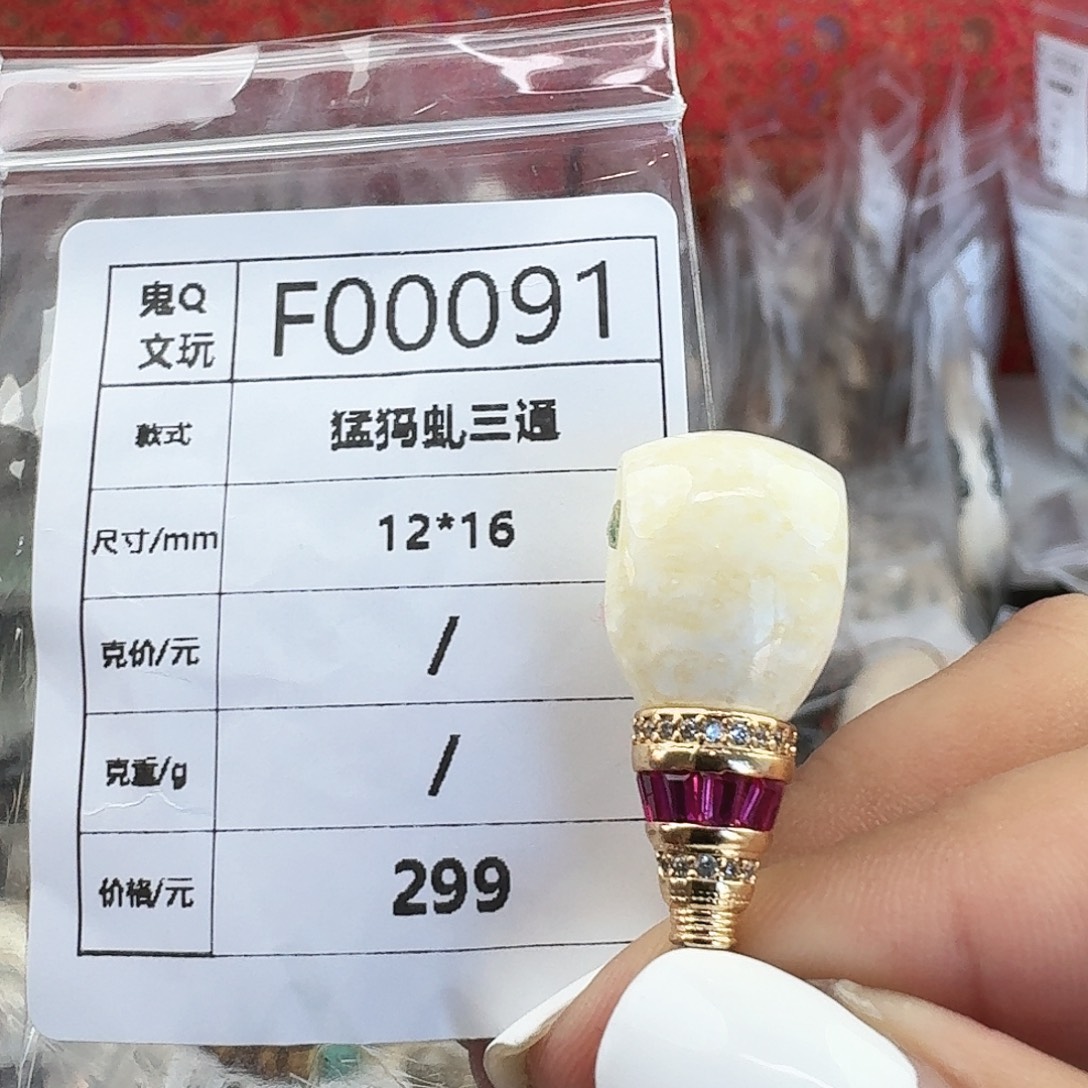 鬼Q
文玩
F00091
款式
猛犸虬三通
尺寸/mm
12*16
克价/元
/
克重/g
/
价格/元
299